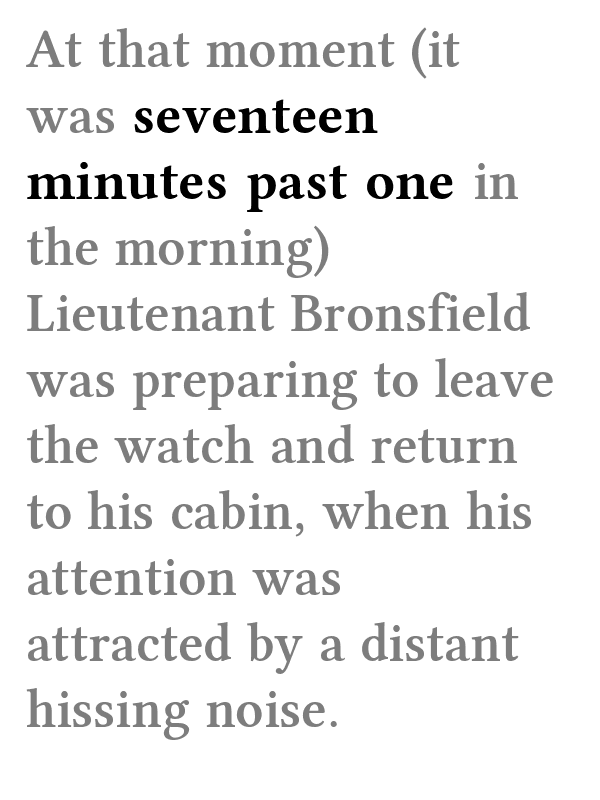 At that moment (it
was seventeen
minutes past one in
the morning)
Lieutenant Bronsfield
was preparing to leave
the watch and return
to his cabin, when his
attention was
attracted by a distant
hissing noise.